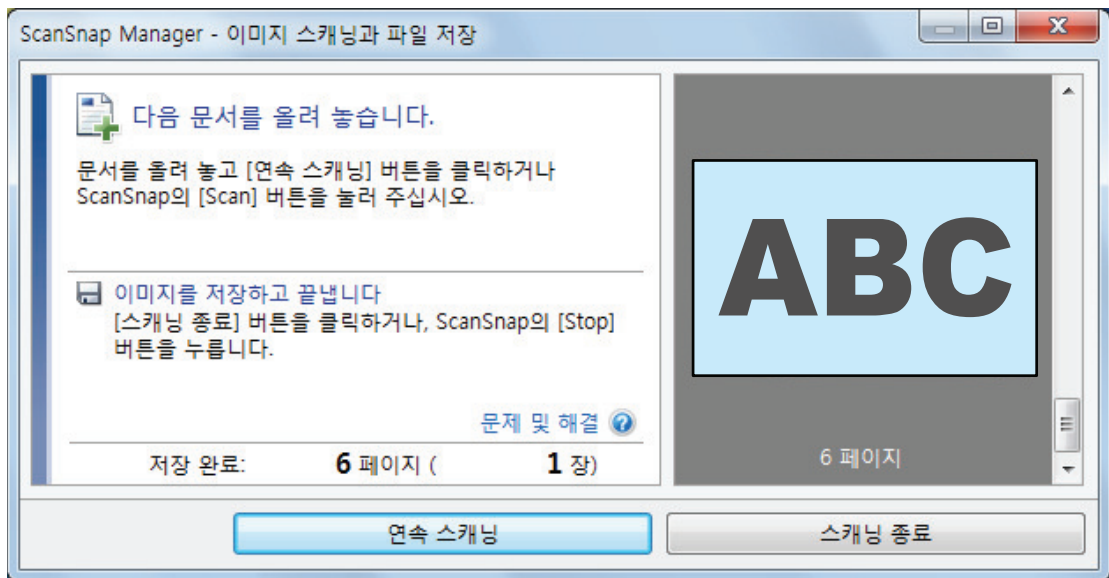 ScanSnap Manager - 이미지 스캐닝과 파일 저장
다음 문서를 올려 놓습니다.
문서를 올려 놓고 [연속 스캐닝] 버튼을 클릭하거나
ScanSnap의 [Scan] 버튼을 눌러 주십시오.
이미지를 저장하고 끝냅니다
[스캐닝 종료] 버튼을 클릭하거나, ScanSnap의 [Stop]
버튼을 누릅니다.
문제 및 해결
저장 완료: 6 페이지 ( 1 장)
ABC
6 페이지
연속 스캐닝
스캐닝 종료